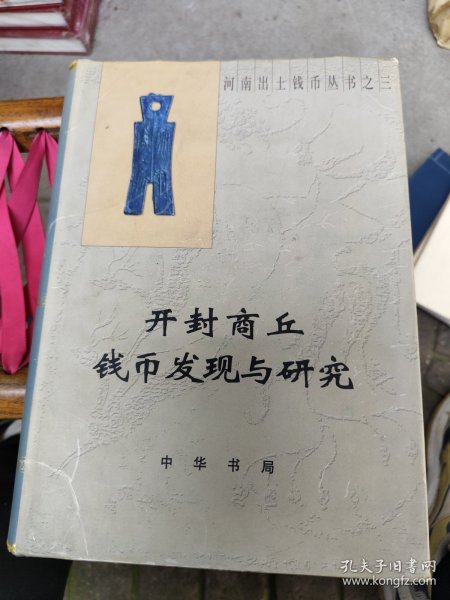 河南出土钱币丛书之三
开封商丘
钱币发现与研究
中华书局
孔夫子旧书网
www.kongfz.com